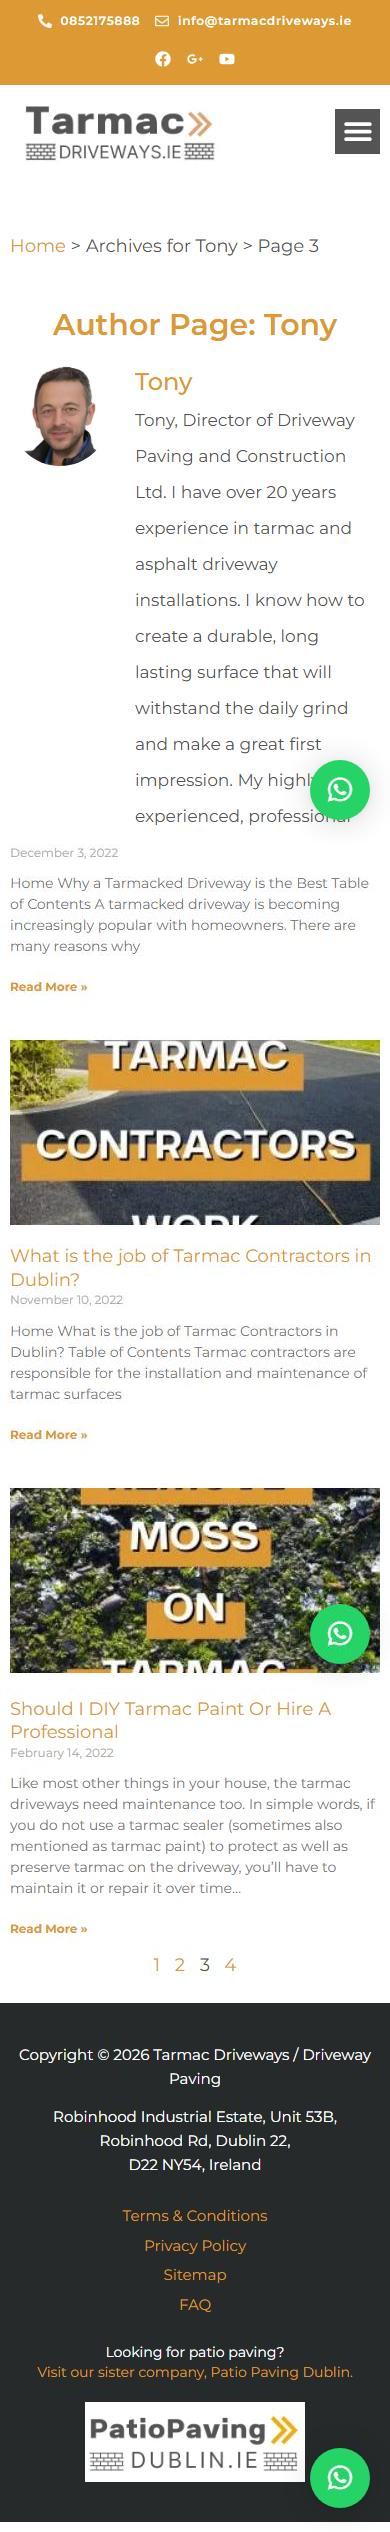 0852175888 info@tarmacdriveways.ie
Tarmac
DRIVEWAYS.IE
Home > Archives for Tony > Page 3
Author Page: Tony
Tony
Tony, Director of Driveway
Paving and Construction
Ltd. I have over 20 years
experience in tarmac and
asphalt driveway
installations. I know how to
create a durable, long
lasting surface that will
withstand the daily grind
and make a great first
impression. My highly
experienced, professional
December 3, 2022
Home Why a Tarmacked Driveway is the Best Table
of Contents A tarmacked driveway is becoming
increasingly popular with homeowners. There are
many reasons why
Read More »
TARMAC
CONTRACTORS
WORK
What is the job of Tarmac Contractors in
Dublin?
November 10, 2022
Home What is the job of Tarmac Contractors in
Dublin? Table of Contents Tarmac contractors are
responsible for the installation and maintenance of
tarmac surfaces
Read More »
REMOVE
MOSS
ON
TARMAC
Should I DIY Tarmac Paint Or Hire A
Professional
February 14, 2022
Like most other things in your house, the tarmac
driveways need maintenance too. In simple words, if
you do not use a tarmac sealer (sometimes also
mentioned as tarmac paint) to protect as well as
preserve tarmac on the driveway, you’ll have to
maintain it or repair it over time…
Read More »
1 2 3 4
Copyright © 2026 Tarmac Driveways / Driveway
Paving
Robinhood Industrial Estate, Unit 53B,
Robinhood Rd, Dublin 22,
D22 NY54, Ireland
Terms & Conditions
Privacy Policy
Sitemap
FAQ
Looking for patio paving?
Visit our sister company, Patio Paving Dublin.
PatioPaving
DUBLIN.IE